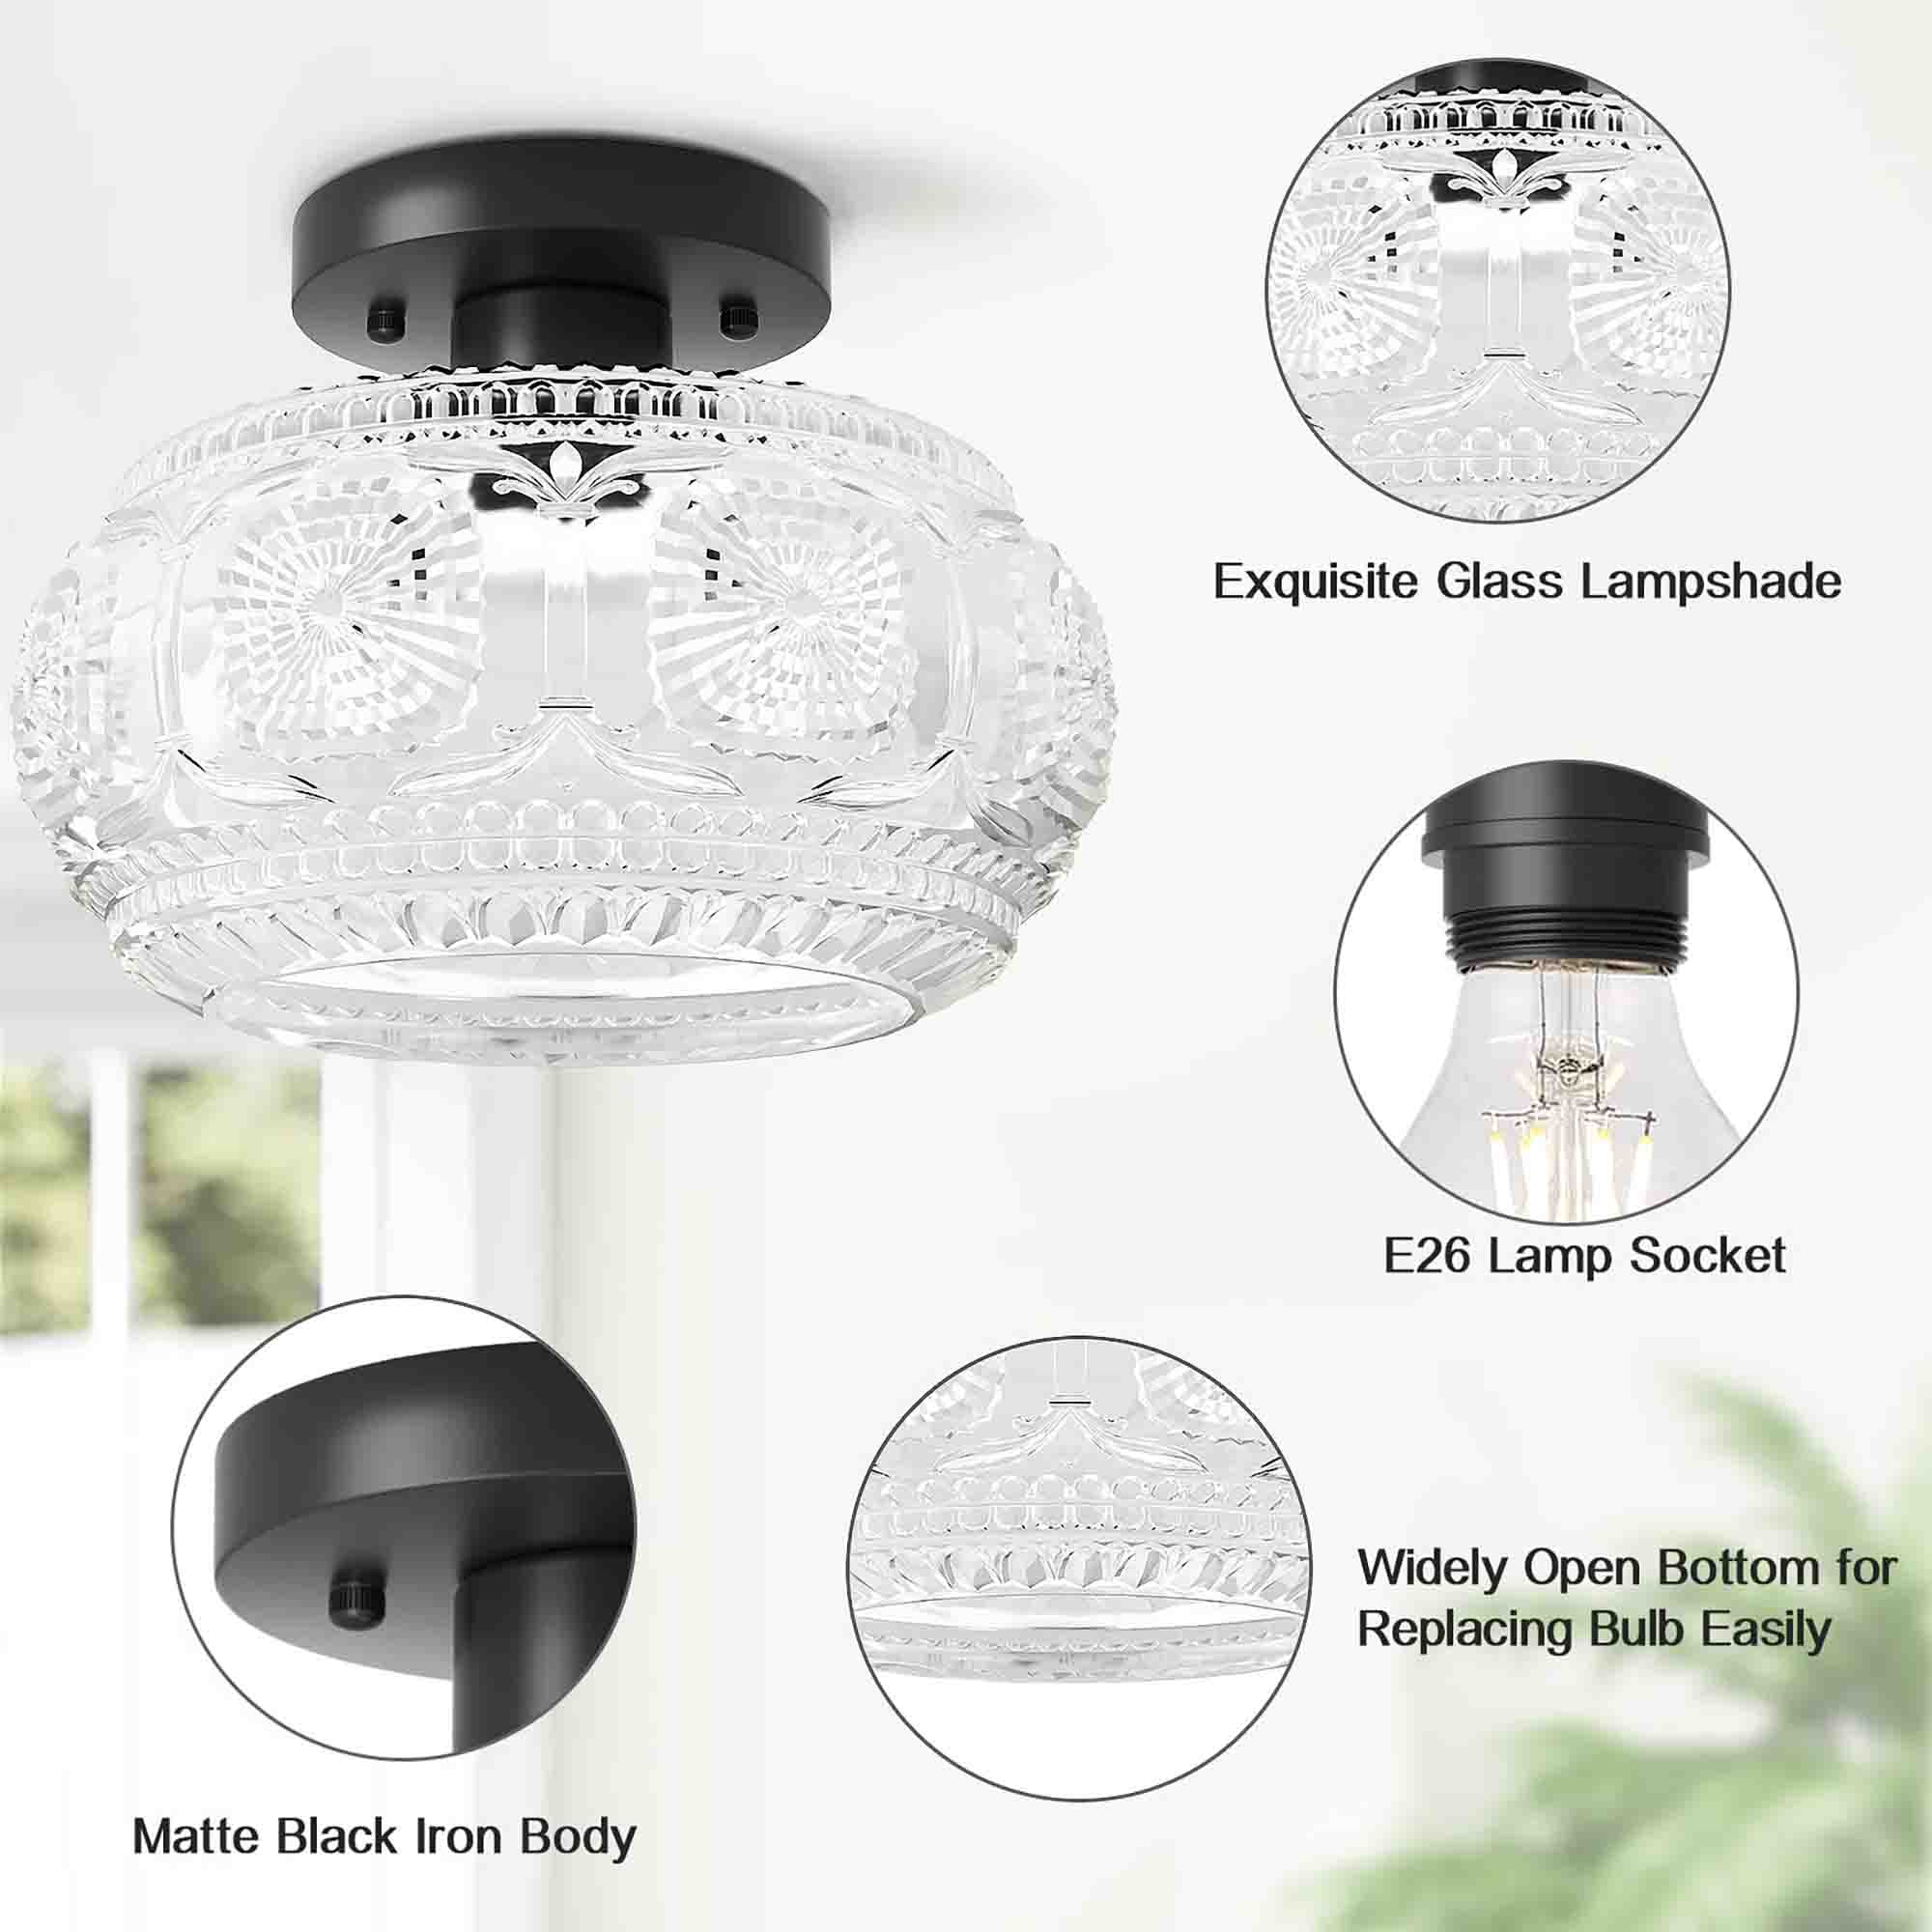 Exquisite Glass Lampshade
E26 Lamp Socket
Widely Open Bottom for
Replacing Bulb Easily
Matte Black Iron Body